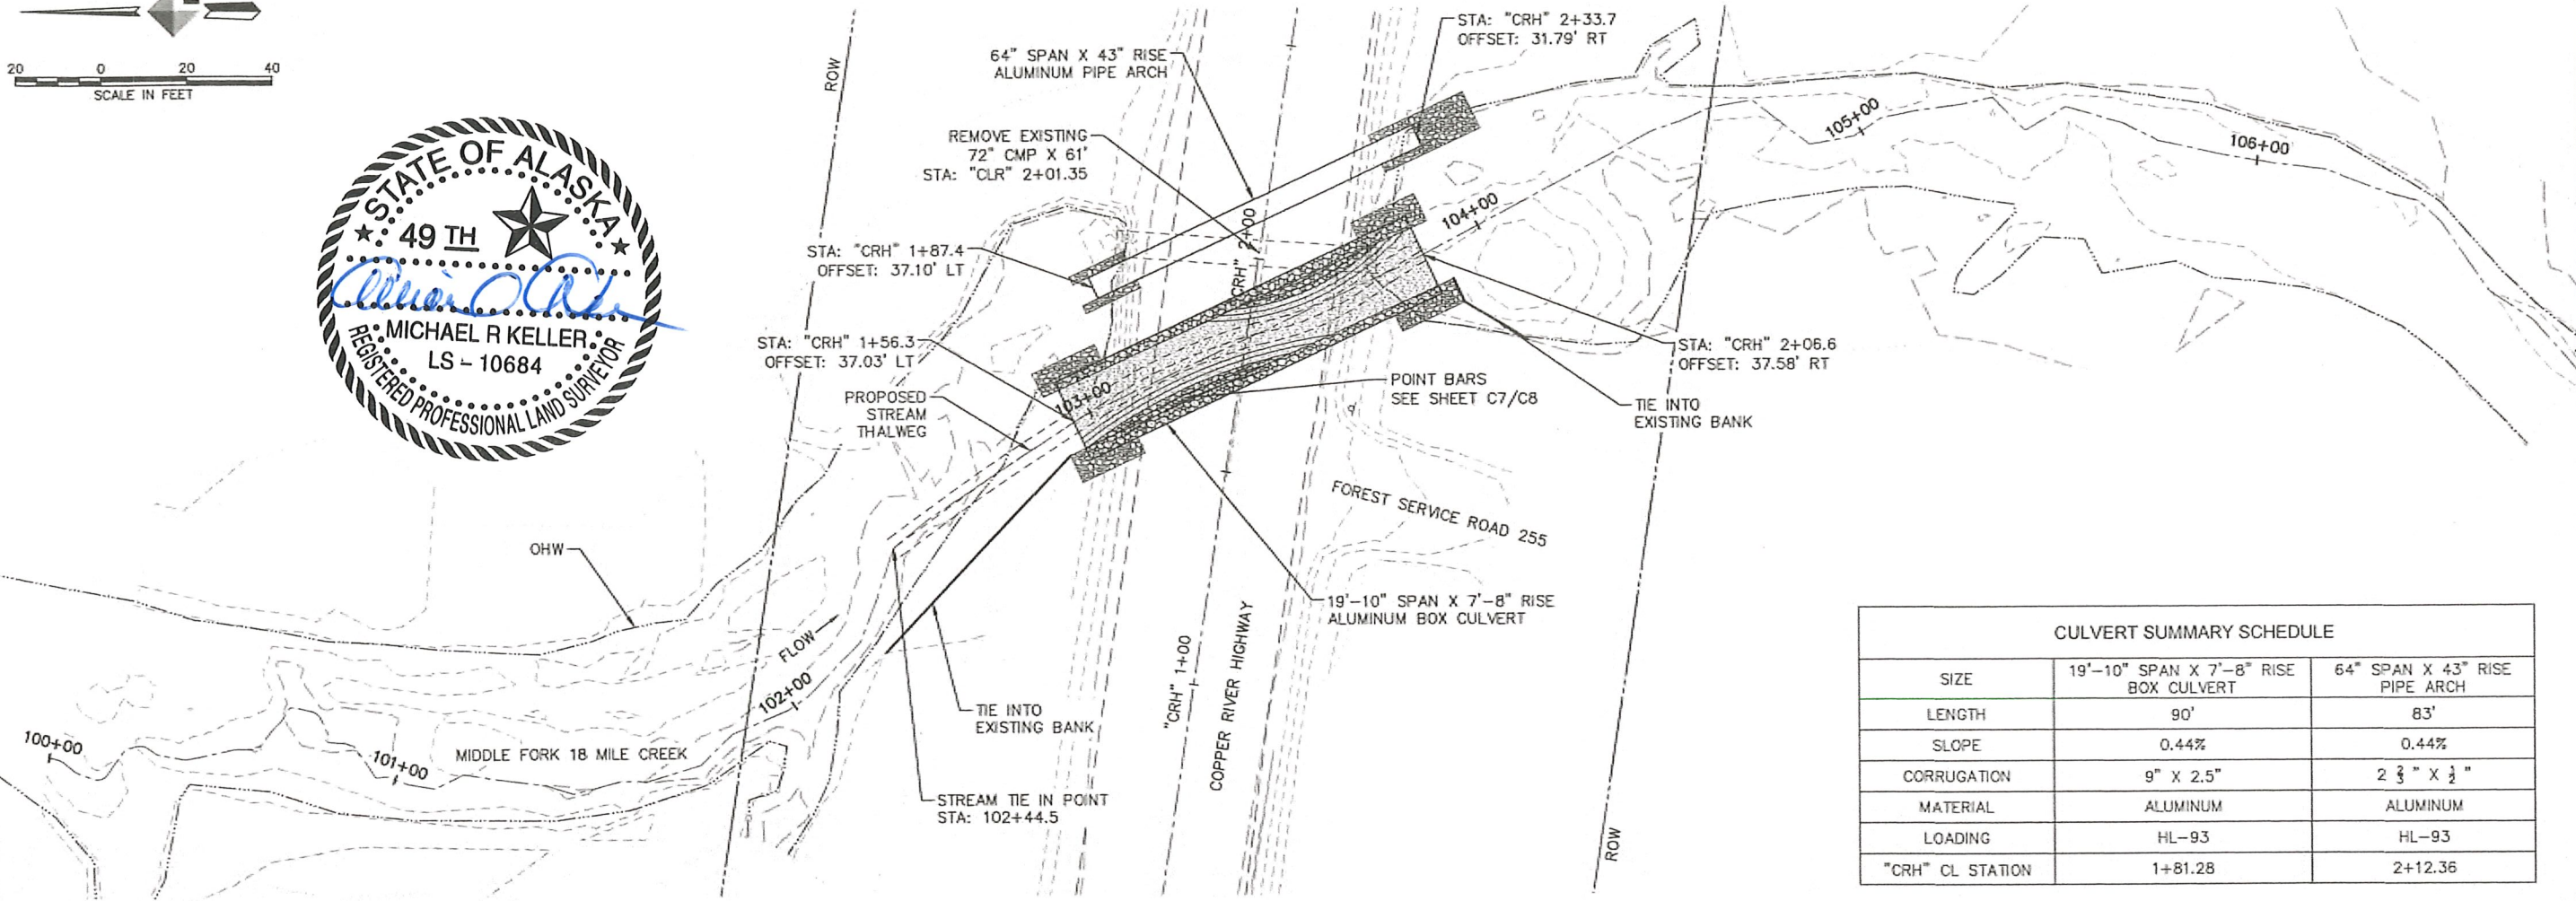 20 0 20 40
SCALE IN FEET
STATE OF ALASKA
49 TH
MICHAEL R KELLER
LS – 10684
REGISTERED PROFESSIONAL LAND SURVEYOR
ROW
64" SPAN X 43" RISE
ALUMINUM PIPE ARCH
STA: "CRH" 2+33.7
OFFSET: 31.79' RT
REMOVE EXISTING
72" CMP X 61'
STA: "CLR" 2+01.35
STA: "CRH" 1+87.4
OFFSET: 37.10' LT
STA: "CRH" 1+56.3
OFFSET: 37.03' LT
PROPOSED
STREAM
THALWEG
"CRH" 2+00
103+00
104+00
105+00
106+00
STA: "CRH" 2+06.6
OFFSET: 37.58' RT
POINT BARS
SEE SHEET C7/C8
TIE INTO
EXISTING BANK
FOREST SERVICE ROAD 255
OHW
19'-10" SPAN X 7'-8" RISE
ALUMINUM BOX CULVERT
FLOW
102+00
TIE INTO
EXISTING BANK
"CRH" 1+00
COPPER RIVER HIGHWAY
100+00
101+00
MIDDLE FORK 18 MILE CREEK
STREAM TIE IN POINT
STA: 102+44.5
ROW
CULVERT SUMMARY SCHEDULE
SIZE 19'-10" SPAN X 7'-8" RISE BOX CULVERT 64" SPAN X 43" RISE PIPE ARCH
LENGTH 90' 83'
SLOPE 0.44% 0.44%
CORRUGATION 9" X 2.5" 2 2/3 " X 1/2 "
MATERIAL ALUMINUM ALUMINUM
LOADING HL-93 HL-93
"CRH" CL STATION 1+81.28 2+12.36